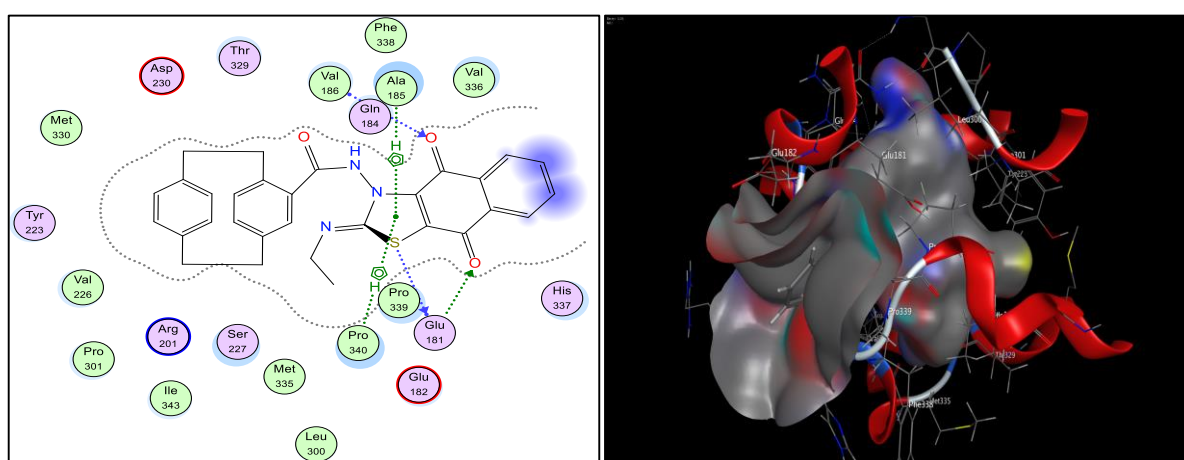 Phe
338
Thr
329
Asp
230
Val
186
Ala
185
Val
336
Gln
184
Met
330
O
O
H
H
N
N
Tyr
223
N
S
O
H
Val
226
Pro
339
His
337
Arg
201
Ser
227
Pro
340
Glu
181
Pro
301
Met
335
Glu
182
Ile
343
Leu
300
Leu300
Glu182
Glu181
Tyr223
Pro339
Thr329
Phe338
Met335